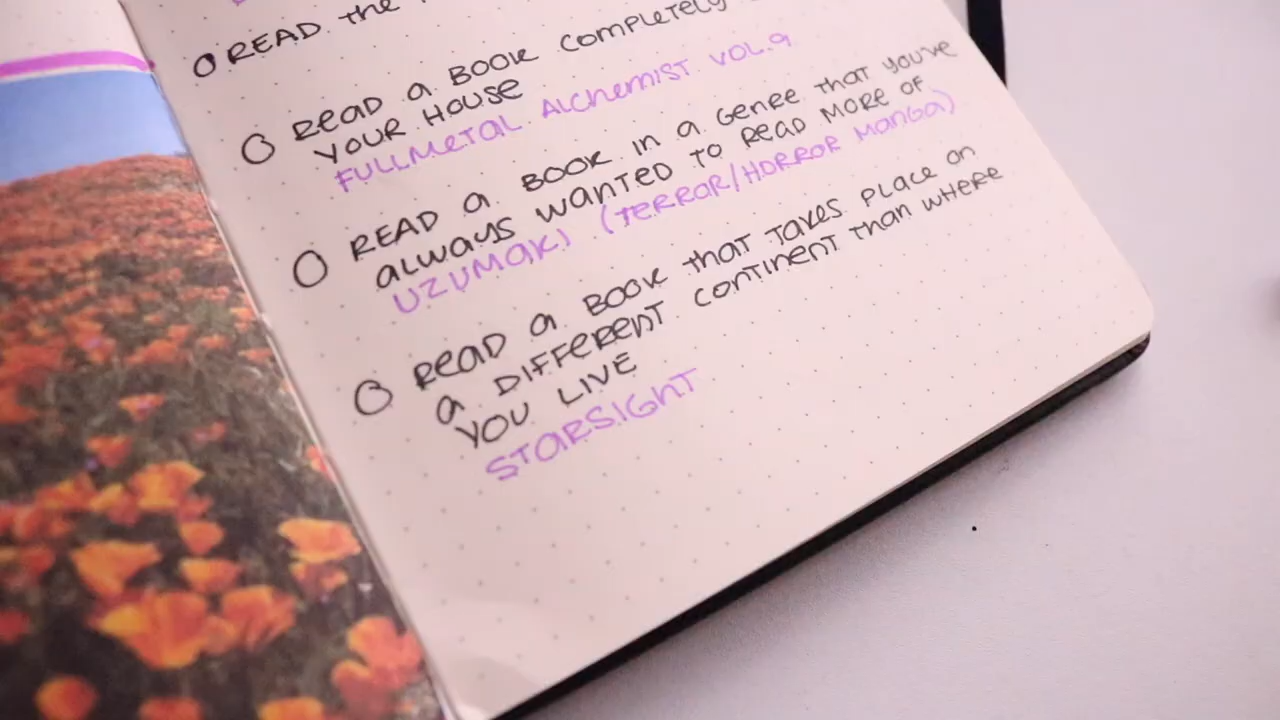 READ the
READ a BOOK completely
YOUR HOUSE
FULLMETAL ALCHEMIST VOL.9
READ a BOOK IN a GENRE that YOU'VE
always wanted to READ MORE OF
UZUMAKI (TERROR/HORROR MANGA)
READ a BOOK that TAKES PLACE on
a DIFFERENT CONTINENT than WHERE
YOU LIVE
STARSIGHT